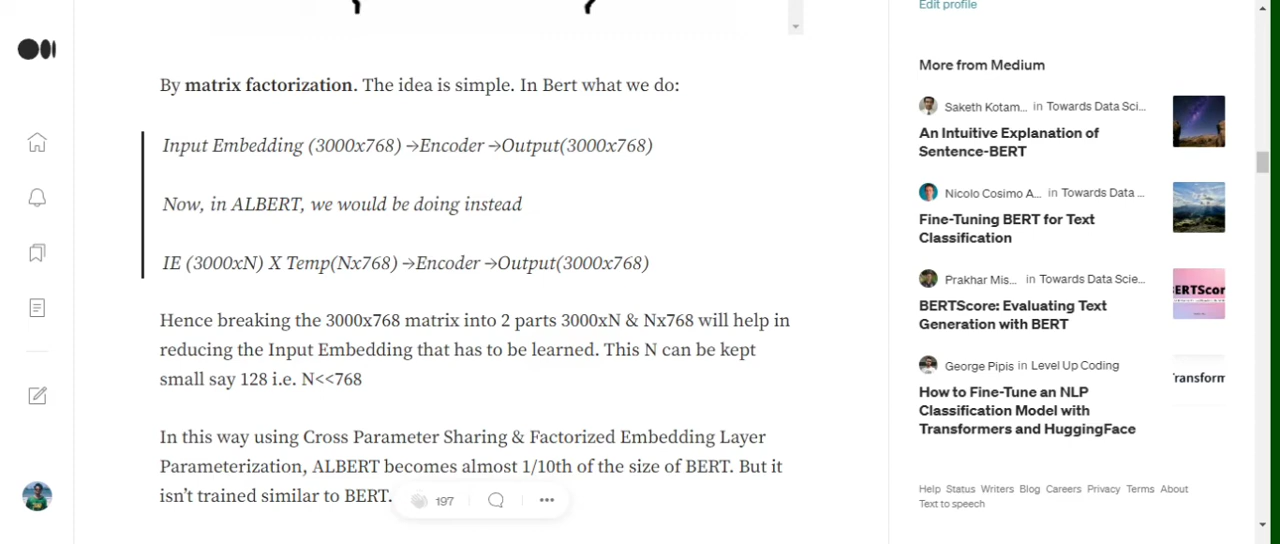 Edit profile
By matrix factorization. The idea is simple. In Bert what we do:
Input Embedding (3000x768) →Encoder →Output(3000x768)
Now, in ALBERT, we would be doing instead
IE (3000xN) X Temp(Nx768) →Encoder →Output(3000x768)
Hence breaking the 3000x768 matrix into 2 parts 3000xN & Nx768 will help in
reducing the Input Embedding that has to be learned. This N can be kept
small say 128 i.e. N<<768
In this way using Cross Parameter Sharing & Factorized Embedding Layer
Parameterization, ALBERT becomes almost 1/10th of the size of BERT. But it
isn't trained similar to BERT.
197
More from Medium
Saketh Kotam... in Towards Data Sci...
An Intuitive Explanation of
Sentence-BERT
Nicolo Cosimo A... in Towards Data ...
Fine-Tuning BERT for Text
Classification
Prakhar Mis... in Towards Data Scie...
BERTScore: Evaluating Text
Generation with BERT
ERTScor
George Pipis in Level Up Coding
How to Fine-Tune an NLP
Classification Model with
Transformers and HuggingFace
Transform
Help Status Writers Blog Careers Privacy Terms About
Text to speech